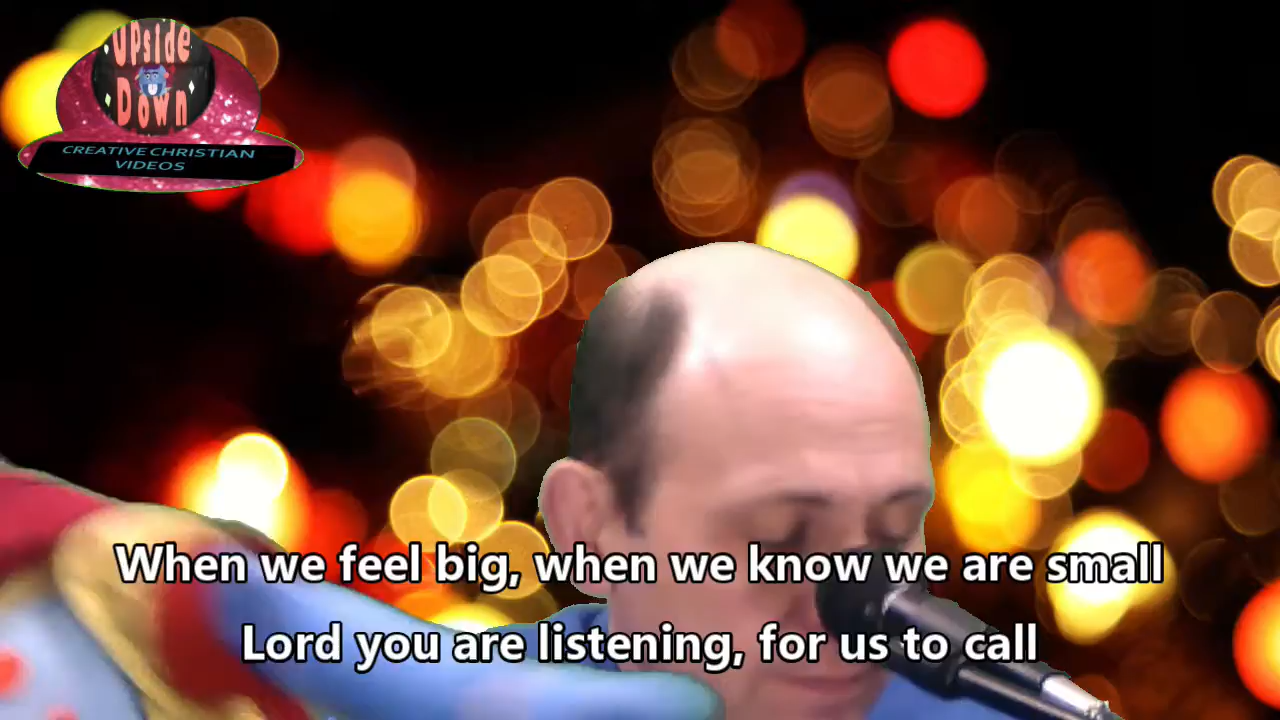 Upside
Down
CREATIVE CHRISTIAN
VIDEOS
When we feel big, when we know we are small
Lord you are listening, for us to call